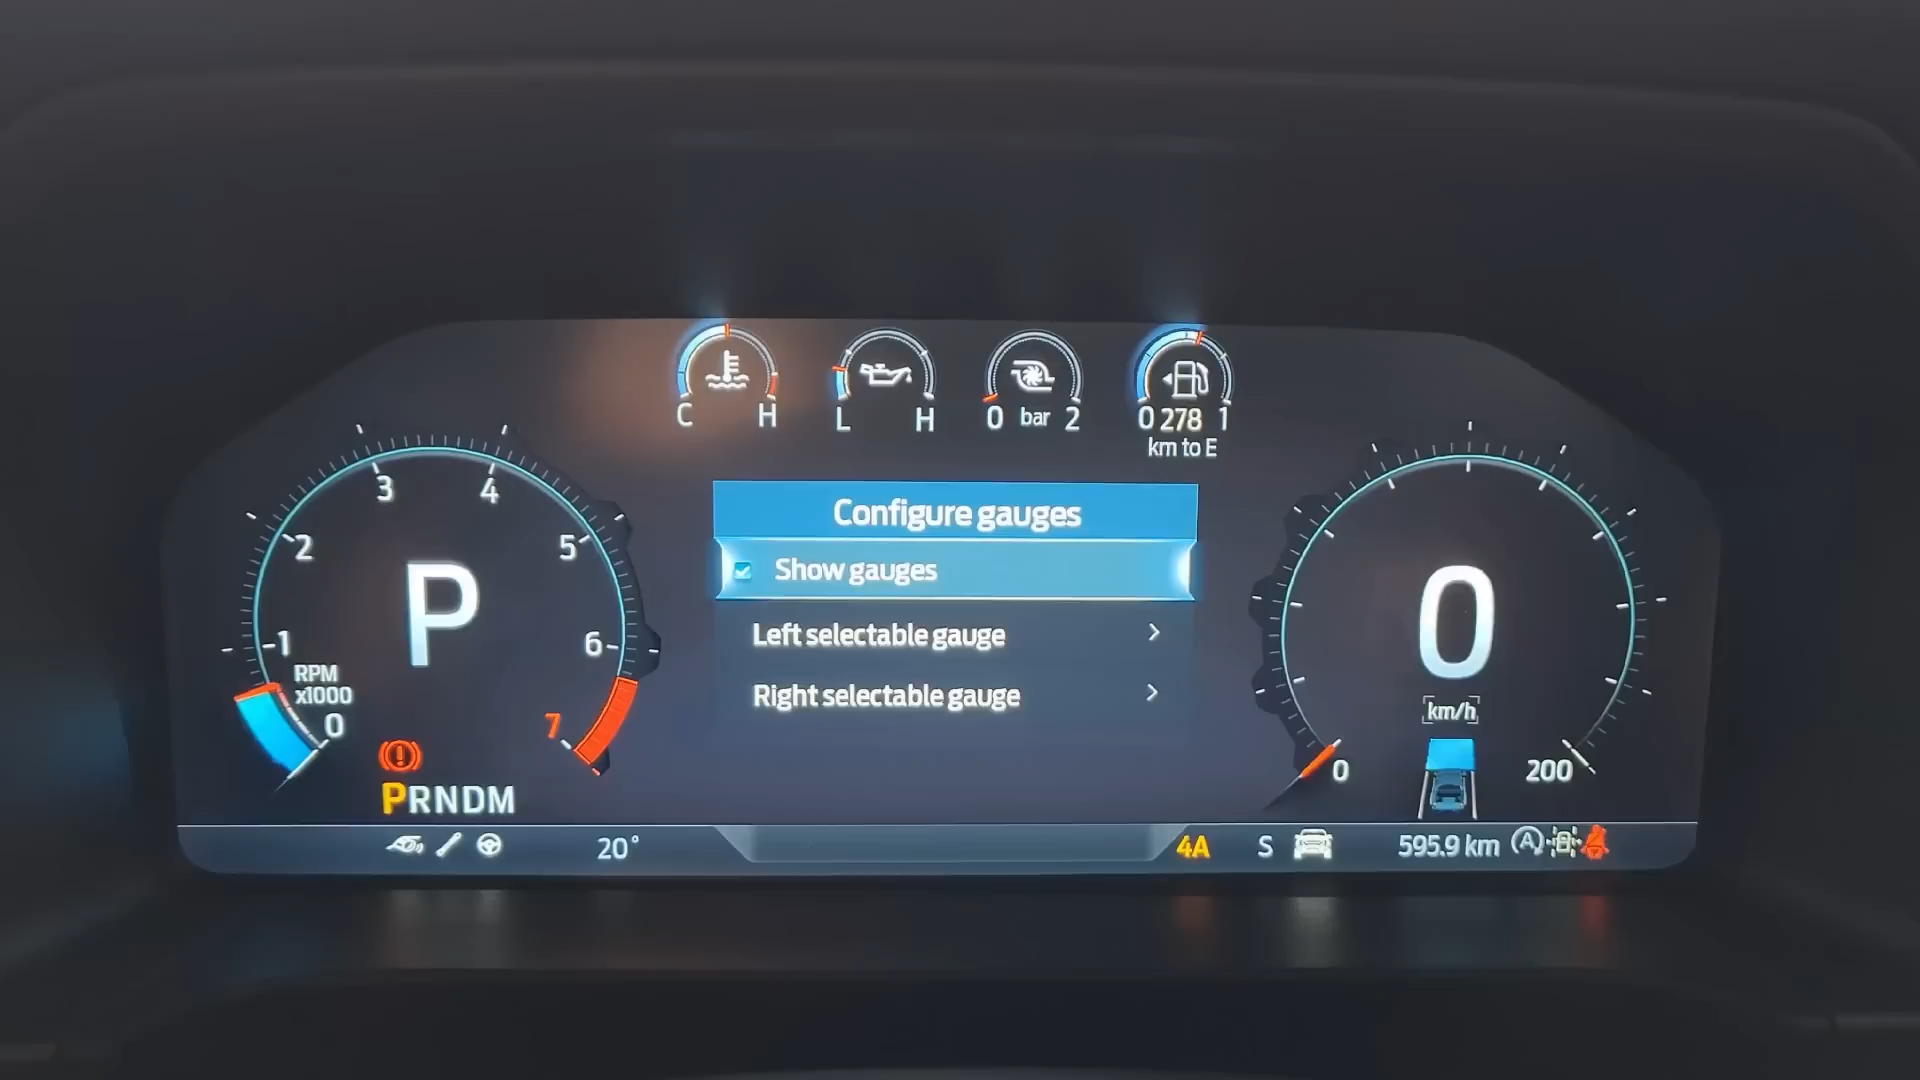 C H
L H
0 bar 2
0 278 1
km to E
1
2
3
4
5
6
7
0
RPM
x1000
P
PRNDM
Configure gauges
Show gauges
Left selectable gauge
Right selectable gauge
0
km/h
0
200
20°
4A
S
595.9 km
A